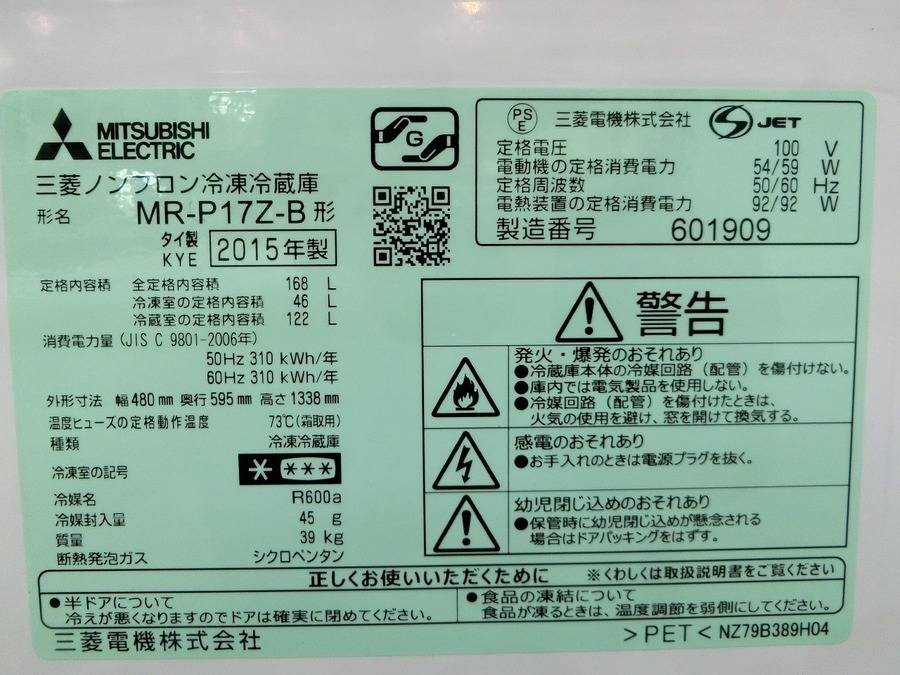 MITSUBISHI
ELECTRIC
三菱ノンフロン冷凍冷蔵庫
形名 MR-P17Z-B 形
タイ製
KYE 2015年製
G
PS
E 三菱電機株式会社 S JET
定格電圧 100 V
電動機の定格消費電力 54/59 W
定格周波数 50/60 Hz
電熱装置の定格消費電力 92/92 W
製造番号 601909
定格内容積 全定格内容積 168 L
冷凍室の定格内容積 46 L
冷蔵室の定格内容積 122 L
消費電力量 (JIS C 9801-2006年)
50Hz 310 kWh/年
60Hz 310 kWh/年
外形寸法 幅480mm 奥行595mm 高さ1338mm
温度ヒューズの定格動作温度 73℃(霜取用)
種類 冷凍冷蔵庫
冷凍室の記号 * ***
冷媒名 R600a
冷媒封入量 45 g
質量 39 kg
断熱発泡ガス シクロペンタン
警告
発火・爆発のおそれあり
●冷蔵庫本体の冷媒回路（配管）を傷付けない。
●庫内では電気製品を使用しない。
●冷媒回路（配管）を傷付けたときは、
火気の使用を避け、窓を開けて換気する。
感電のおそれあり
●お手入れのときは電源プラグを抜く。
幼児閉じ込めのおそれあり
●保管時に幼児閉じ込めが懸念される
場合はドアパッキングをはずす。
正しくお使いいただくために ※くわしくは取扱説明書をご覧ください
●半ドアについて
冷えが悪くなりますのでドアは確実に閉めてください。
●食品の凍結について
食品が凍るときは、温度調節を弱側にしてください。
三菱電機株式会社 >PET< NZ79B389H04